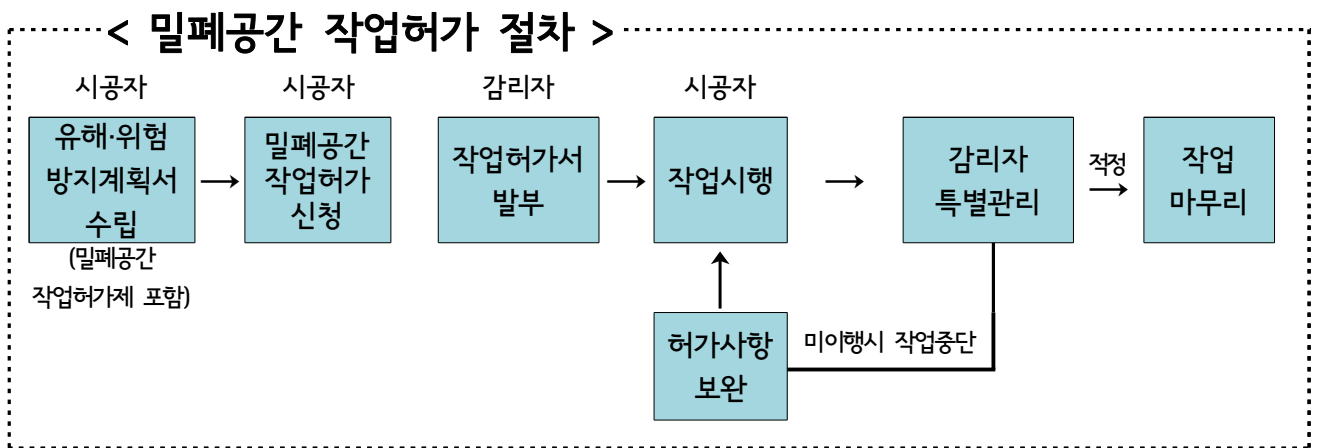 < 밀폐공간 작업허가 절차 >
시공자
유해·위험
방지계획서
수립
(밀폐공간
작업허가제 포함)
시공자
밀폐공간
작업허가
신청
감리자
작업허가서
발부
시공자
작업시행
감리자
특별관리
적정
작업
마무리
허가사항
보완
미이행시 작업중단